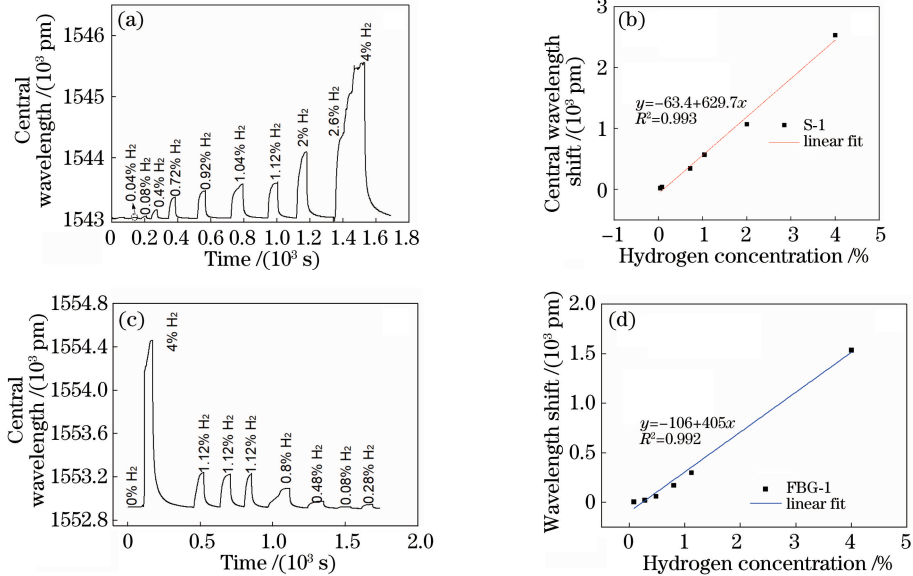 (a)
1546
1545
1544
1543
Central
wavelength /(10³ pm)
0.04% H₂
0.08% H₂
0.4% H₂
0.72% H₂
0.92% H₂
1.04% H₂
1.12% H₂
2% H₂
2.6% H₂
4% H₂
0 0.2 0.4 0.6 0.8 1.0 1.2 1.4 1.6 1.8
Time /(10³ s)
(b)
3
2
1
0
Central wavelength
shift /(10³ pm)
y=−63.4+629.7x
R²=0.993
S-1
linear fit
−1 0 1 2 3 4 5
Hydrogen concentration /%
(c)
1554.8
1554.4
1554.0
1553.6
1553.2
1552.8
Central
wavelength /(10³ pm)
0% H₂
4% H₂
1.12% H₂
1.12% H₂
1.12% H₂
0.8% H₂
0.48% H₂
0.08% H₂
0.28% H₂
0 0.5 1.0 1.5 2.0
Time /(10³ s)
(d)
2.0
1.5
1.0
0.5
0
Wavelength shift /(10³ pm)
y=−106+405x
R²=0.992
FBG-1
linear fit
0 1 2 3 4 5
Hydrogen concentration /%